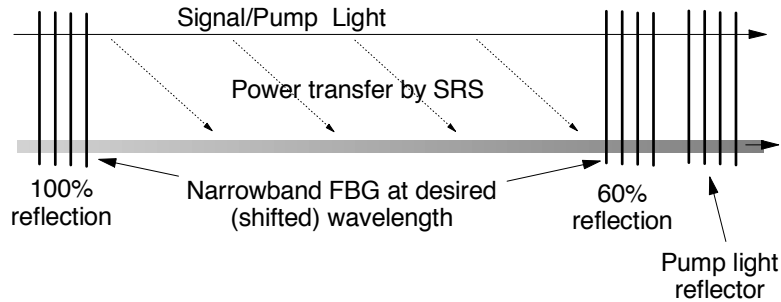 Signal/Pump Light
Power transfer by SRS
100%
reflection
Narrowband FBG at desired
(shifted) wavelength
60%
reflection
Pump light
reflector